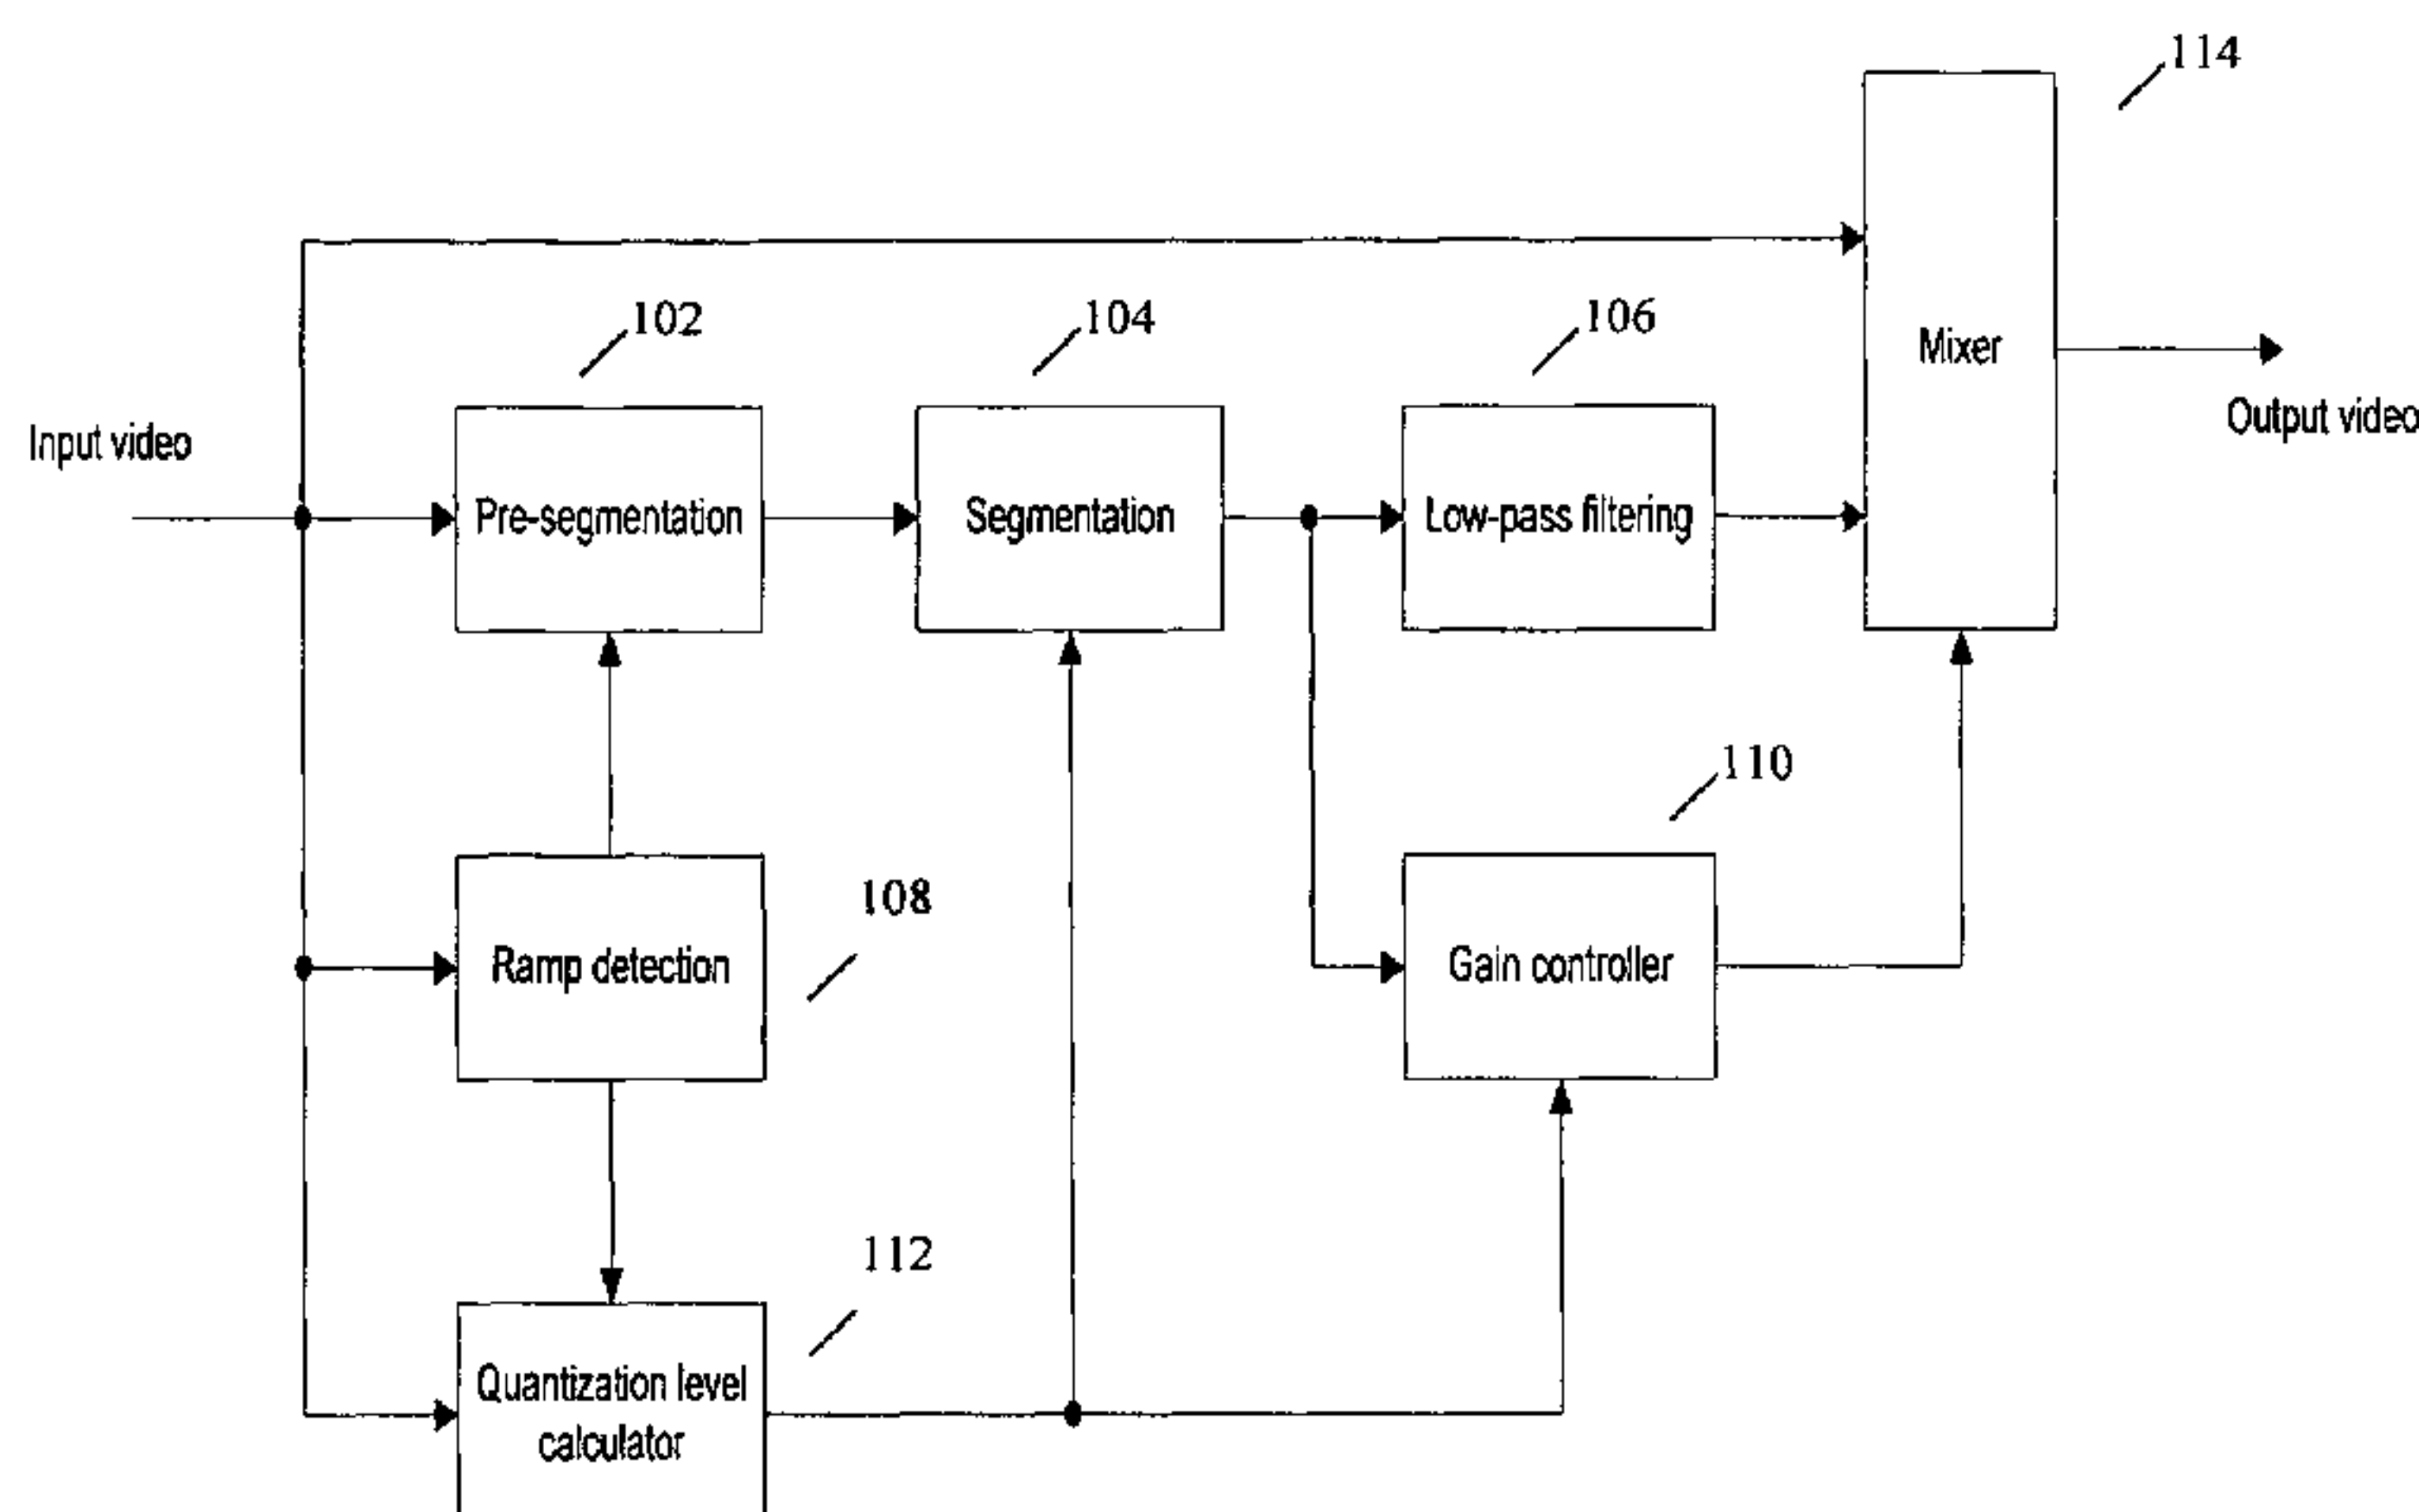 114
102
104
106
Mixer
Input video
Output video
Pre-segmentation
Segmentation
Low-pass filtering
110
108
Ramp detection
Gain controller
112
Quantization level
calculator